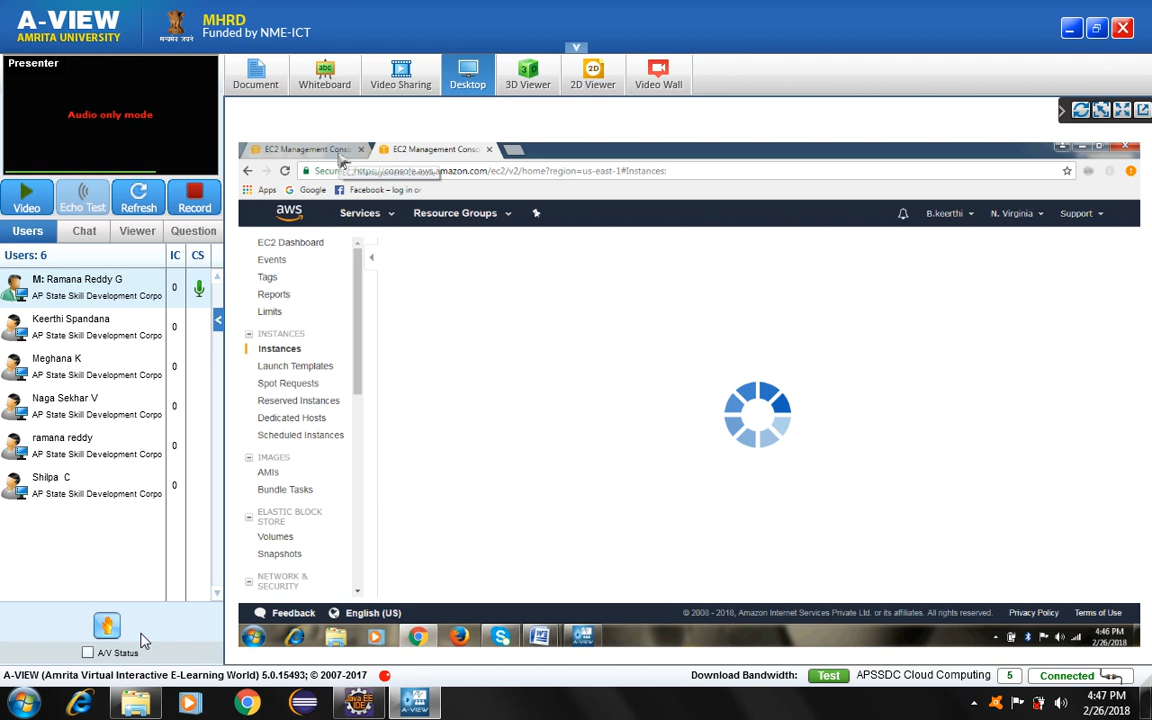 A-VIEW
AMRITA UNIVERSITY
MHRD
Funded by NME-ICT
Presenter
Audio only mode
Document
Whiteboard
Video Sharing
Desktop
3D Viewer
2D Viewer
Video Wall
Video
Echo Test
Refresh
Record
Users
Chat
Viewer
Question
Users: 6
IC
CS
M: Ramana Reddy G
AP State Skill Development Corpo
0
Keerthi Spandana
AP State Skill Development Corpo
0
Meghana K
AP State Skill Development Corpo
0
Naga Sekhar V
AP State Skill Development Corpo
0
ramana reddy
AP State Skill Development Corpo
0
Shilpa C
AP State Skill Development Corpo
0
A/V Status
EC2 Management Conso
EC2 Management Conso
amazon.com/ec2/v2/home?region=us-east-1#Instances:
Apps
Google
Facebook – log in or
aws
Services
Resource Groups
B.keerthi
N. Virginia
Support
EC2 Dashboard
Events
Tags
Reports
Limits
INSTANCES
Instances
Launch Templates
Spot Requests
Reserved Instances
Dedicated Hosts
Scheduled Instances
IMAGES
AMIs
Bundle Tasks
ELASTIC BLOCK
STORE
Volumes
Snapshots
NETWORK &
SECURITY
Feedback
English (US)
© 2008 - 2018, Amazon Internet Services Private Ltd. or its affiliates. All rights reserved.
Privacy Policy
Terms of Use
4:46 PM
2/26/2018
A-VIEW (Amrita Virtual Interactive E-Learning World) 5.0.15493; © 2007-2017
Download Bandwidth:
Test
APSSDC Cloud Computing
5
Connected
4:47 PM
2/26/2018